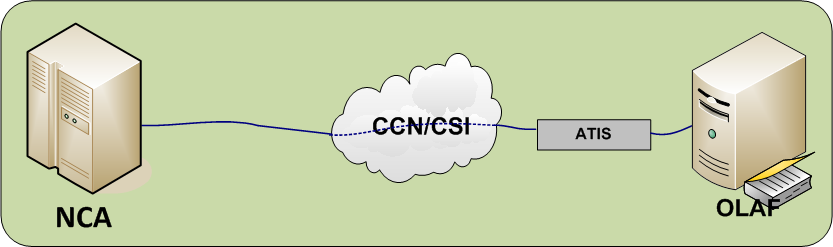 NCA
CCN/CSI
ATIS
OLAF